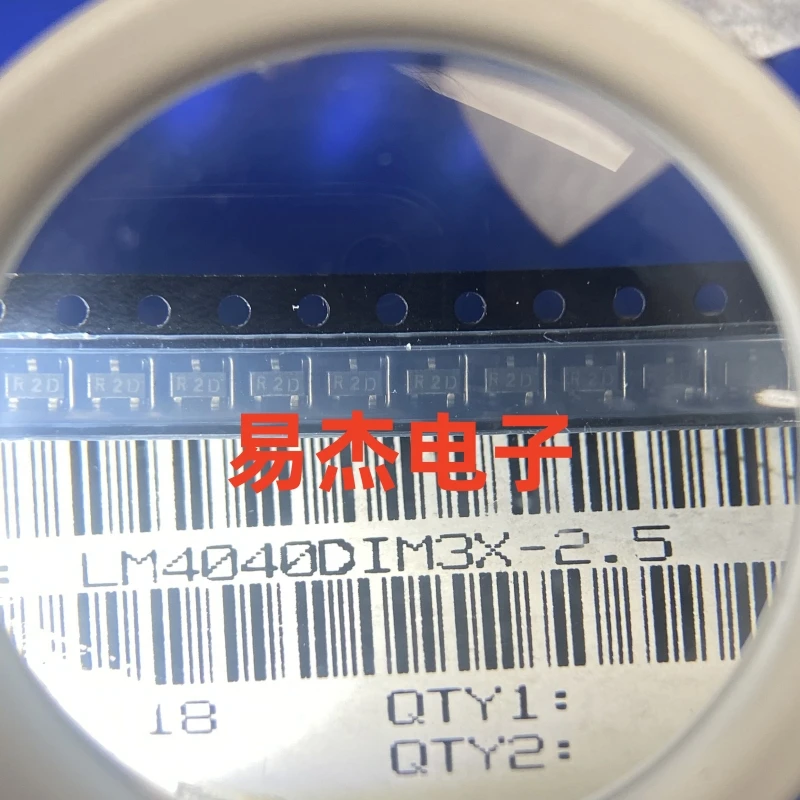 R2D R2D R2D R2D R2D R2D R2D R2D
易杰电子
LM4040DIM3X-2.5
18 QTY1:
QTY2: